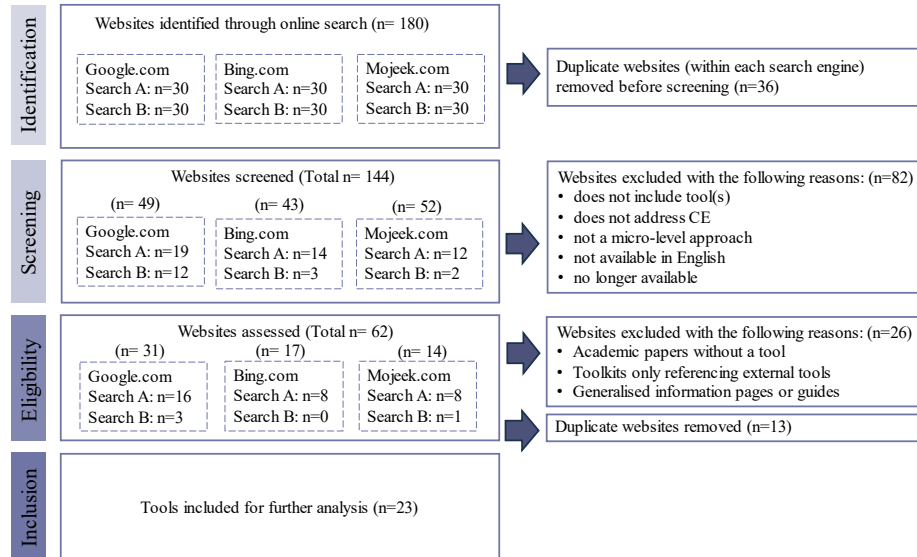 Identification
Websites identified through online search (n= 180)
Google.com
Search A: n=30
Search B: n=30
Bing.com
Search A: n=30
Search B: n=30
Mojeek.com
Search A: n=30
Search B: n=30
Duplicate websites (within each search engine)
removed before screening (n=36)
Screening
Websites screened (Total n= 144)
(n= 49)
Google.com
Search A: n=19
Search B: n=12
(n= 43)
Bing.com
Search A: n=14
Search B: n=3
(n= 52)
Mojeek.com
Search A: n=12
Search B: n=2
Websites excluded with the following reasons: (n=82)
• does not include tool(s)
• does not address CE
• not a micro-level approach
• not available in English
• no longer available
Eligibility
Websites assessed (Total n= 62)
(n= 31)
Google.com
Search A: n=16
Search B: n=3
(n= 17)
Bing.com
Search A: n=8
Search B: n=0
(n= 14)
Mojeek.com
Search A: n=8
Search B: n=1
Websites excluded with the following reasons: (n=26)
• Academic papers without a tool
• Toolkits only referencing external tools
• Generalised information pages or guides
Duplicate websites removed (n=13)
Inclusion
Tools included for further analysis (n=23)